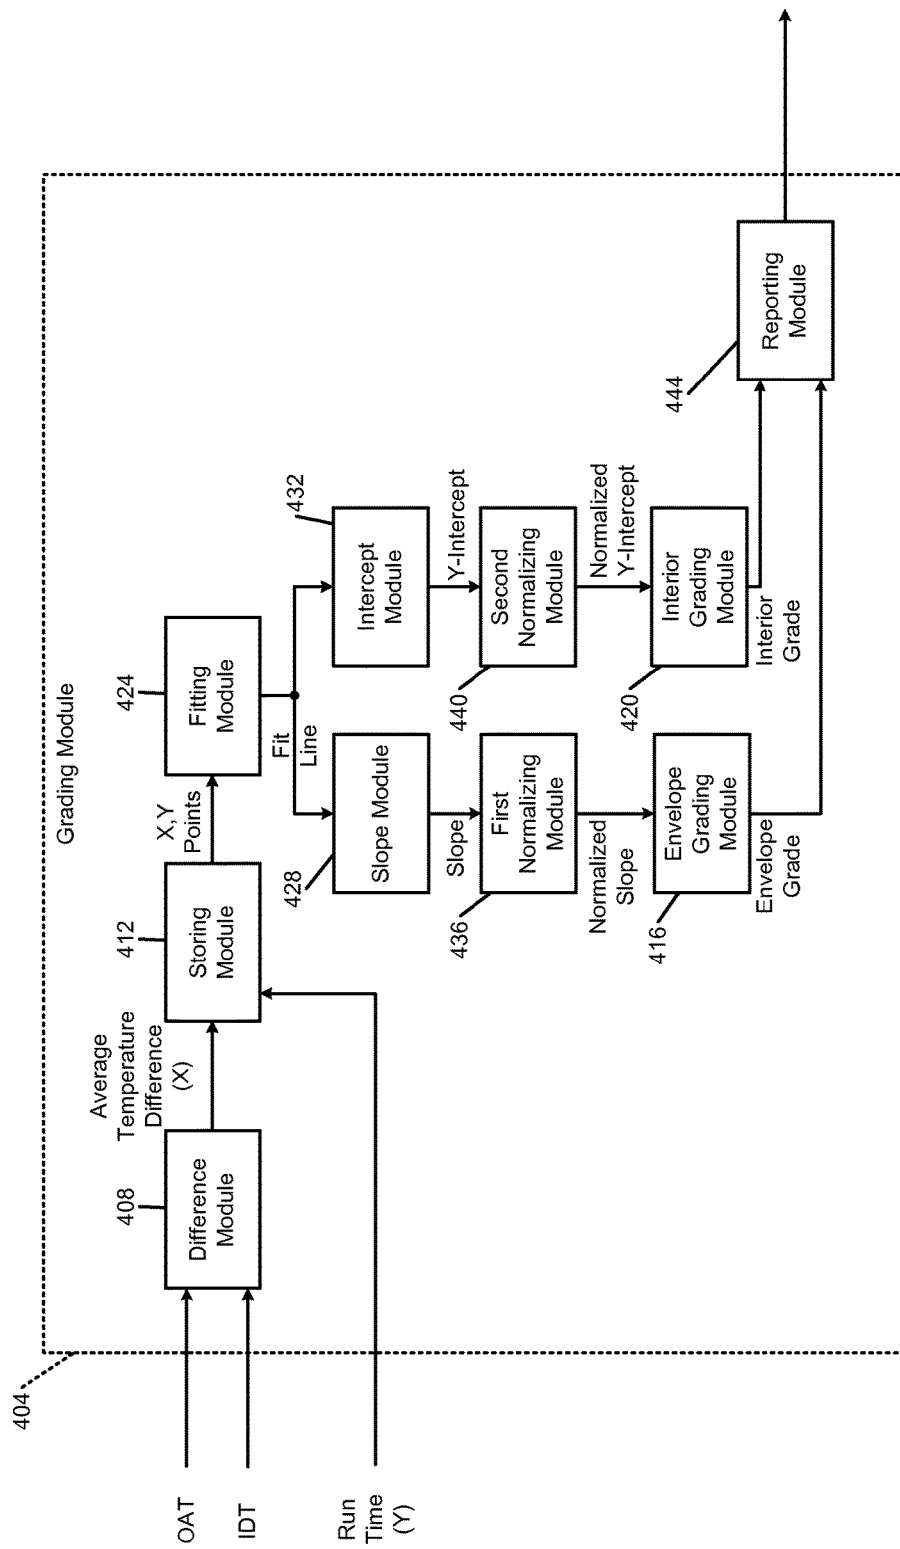 404
Grading Module
OAT
IDT
Run
Time
(Y)
408
Difference
Module
Average
Temperature
Difference
(X)
412
Storing
Module
X,Y
Points
424
Fitting
Module
Fit
Line
428
Slope Module
432
Intercept
Module
Slope
Y-Intercept
436
First
Normalizing
Module
440
Second
Normalizing
Module
Normalized
Slope
Normalized
Y-Intercept
416
Envelope
Grading
Module
420
Interior
Grading
Module
Envelope
Grade
Interior
Grade
444
Reporting
Module